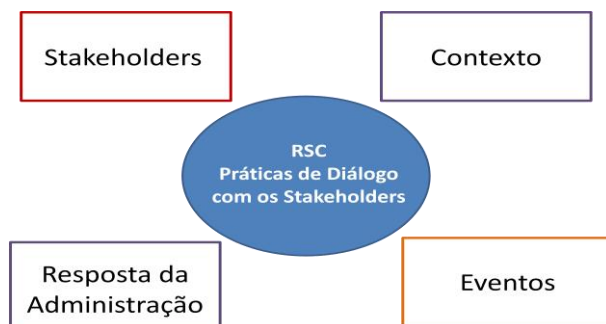 Stakeholders
Contexto
RSC
Práticas de Diálogo
com os Stakeholders
Resposta da
Administração
Eventos